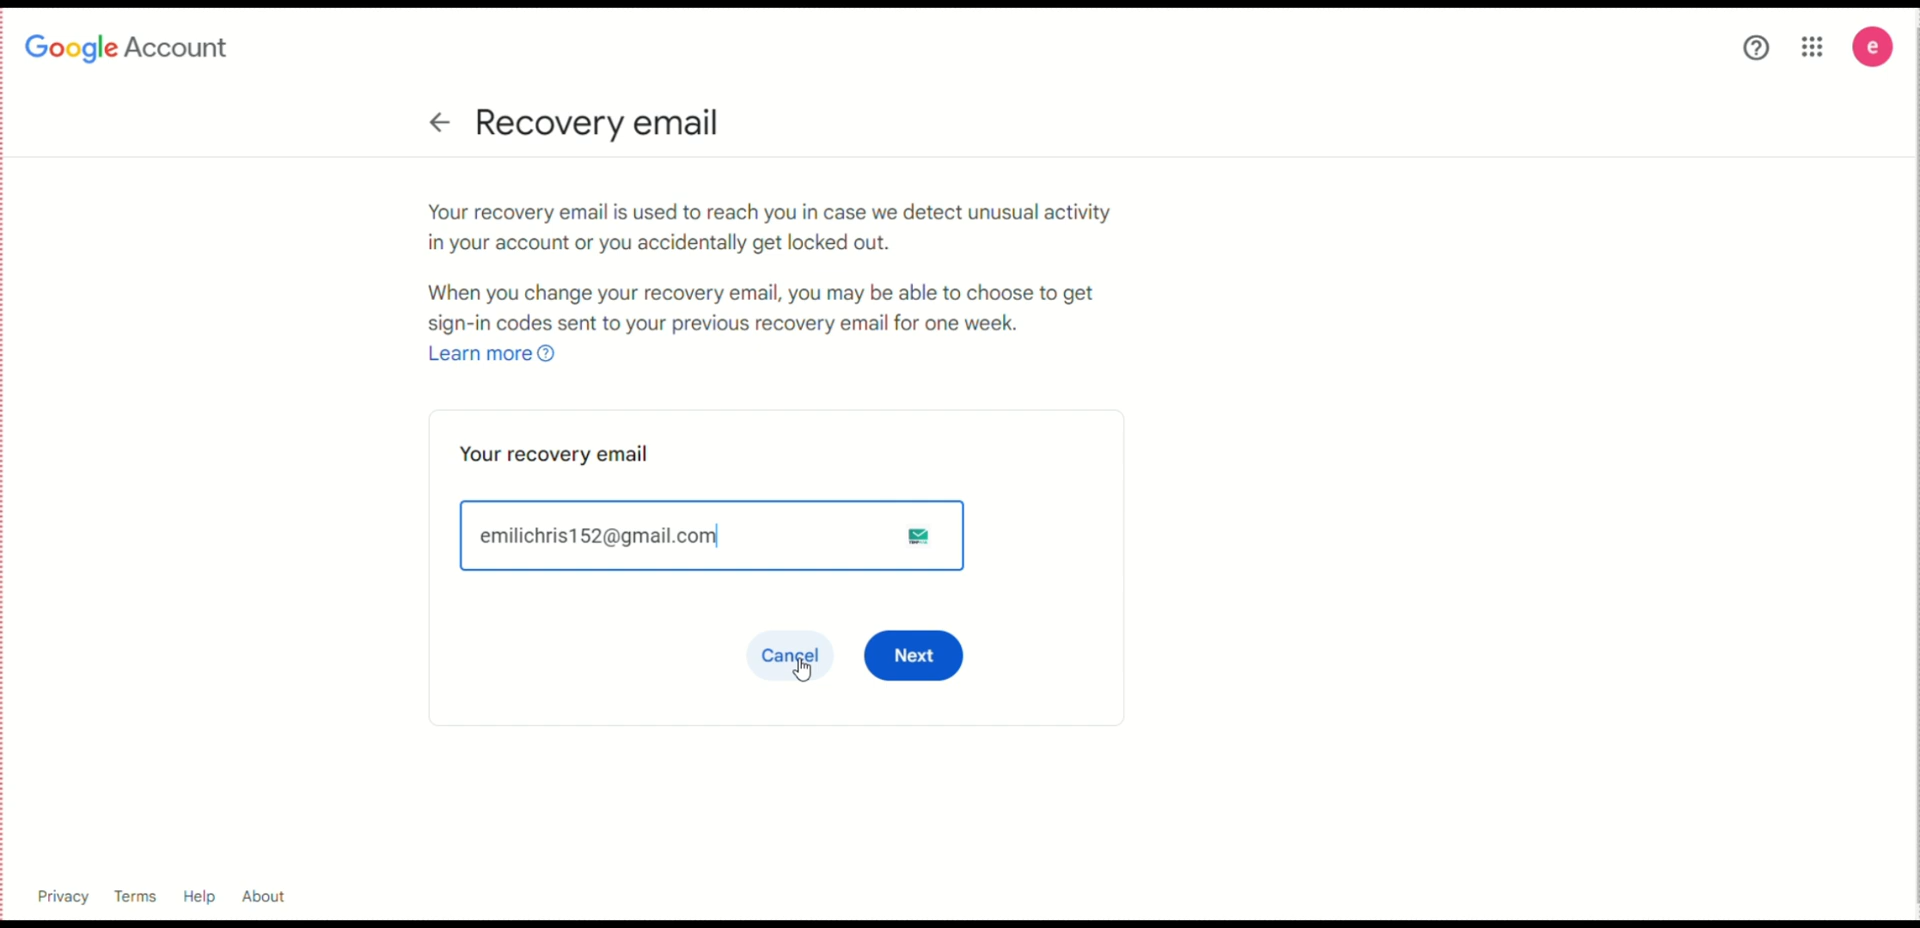 Google Account
e
Recovery email
Your recovery email is used to reach you in case we detect unusual activity
in your account or you accidentally get locked out.
When you change your recovery email, you may be able to choose to get
sign-in codes sent to your previous recovery email for one week.
Learn more
Your recovery email
emilichris152@gmail.com
Cancel Next
Privacy Terms Help About